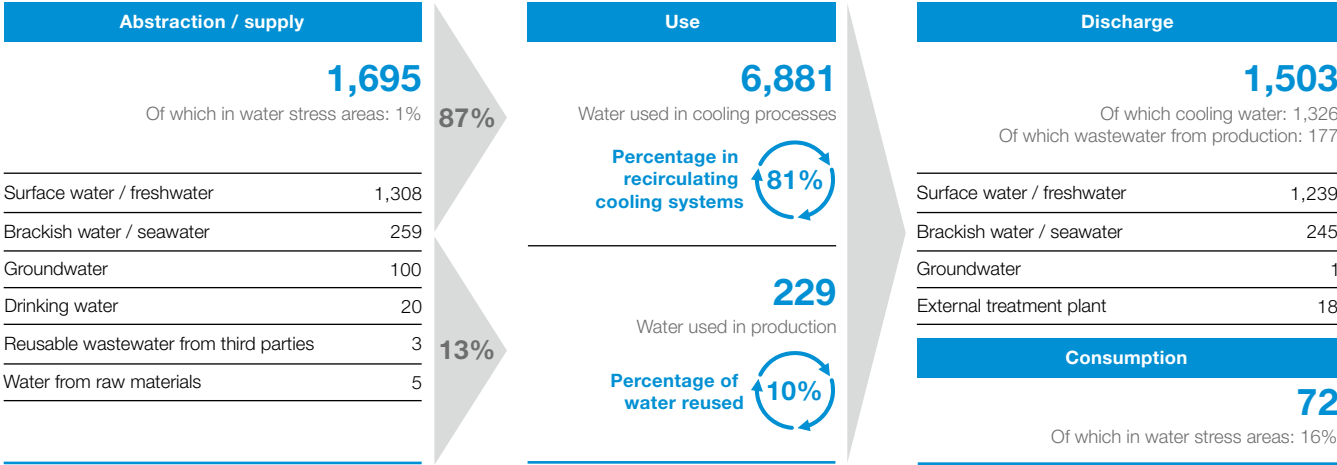 Abstraction / supply
1,695
Of which in water stress areas: 1%
Surface water / freshwater 1,308
Brackish water / seawater 259
Groundwater 100
Drinking water 20
Reusable wastewater from third parties 3
Water from raw materials 5
87%
13%
Use
6,881
Water used in cooling processes
Percentage in
recirculating
cooling systems
81%
229
Water used in production
Percentage of
water reused
10%
Discharge
1,503
Of which cooling water: 1,326
Of which wastewater from production: 177
Surface water / freshwater 1,239
Brackish water / seawater 245
Groundwater 1
External treatment plant 18
Consumption
72
Of which in water stress areas: 16%